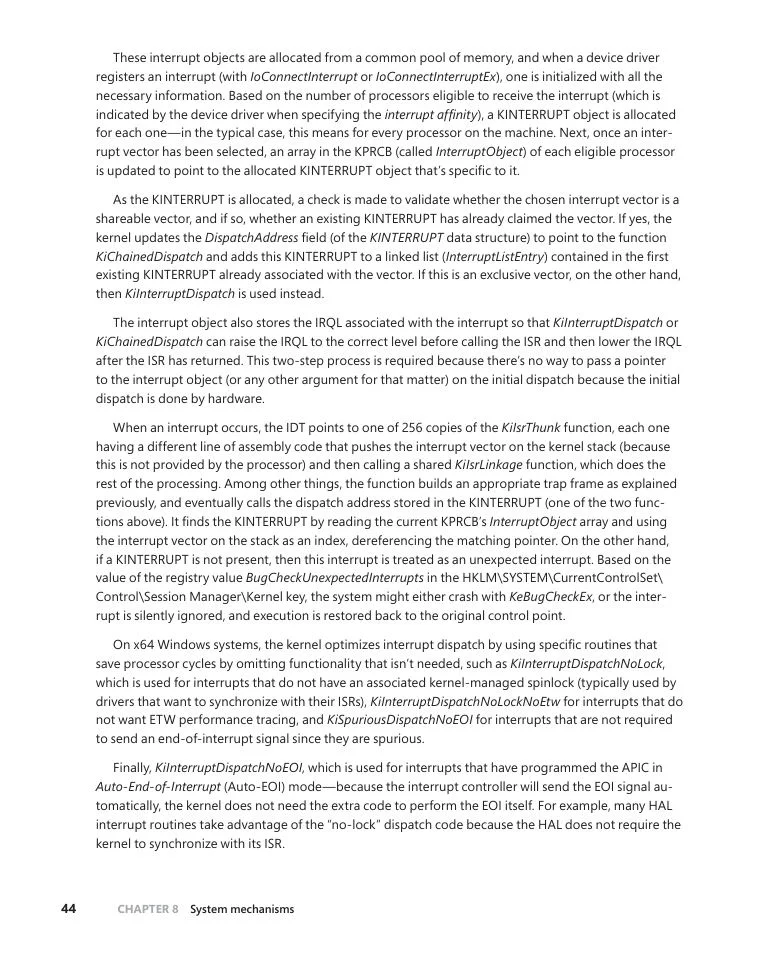 These interrupt objects are allocated from a common pool of memory, and when a device driver
registers an interrupt (with IoConnectInterrupt or IoConnectInterruptEx), one is initialized with all the
necessary information. Based on the number of processors eligible to receive the interrupt (which is
indicated by the device driver when specifying the interrupt affinity), a KINTERRUPT object is allocated
for each one—in the typical case, this means for every processor on the machine. Next, once an inter-
rupt vector has been selected, an array in the KPRCB (called InterruptObject) of each eligible processor
is updated to point to the allocated KINTERRUPT object that's specific to it.
As the KINTERRUPT is allocated, a check is made to validate whether the chosen interrupt vector is a
shareable vector, and if so, whether an existing KINTERRUPT has already claimed the vector. If yes, the
kernel updates the DispatchAddress field (of the KINTERRUPT data structure) to point to the function
KiChainedDispatch and adds this KINTERRUPT to a linked list (InterruptListEntry) contained in the first
existing KINTERRUPT already associated with the vector. If this is an exclusive vector, on the other hand,
then KiInterruptDispatch is used instead.
The interrupt object also stores the IRQL associated with the interrupt so that KiInterruptDispatch or
KiChainedDispatch can raise the IRQL to the correct level before calling the ISR and then lower the IRQL
after the ISR has returned. This two-step process is required because there's no way to pass a pointer
to the interrupt object (or any other argument for that matter) on the initial dispatch because the initial
dispatch is done by hardware.
When an interrupt occurs, the IDT points to one of 256 copies of the KiIsrThunk function, each one
having a different line of assembly code that pushes the interrupt vector on the kernel stack (because
this is not provided by the processor) and then calling a shared KiIsrLinkage function, which does the
rest of the processing. Among other things, the function builds an appropriate trap frame as explained
previously, and eventually calls the dispatch address stored in the KINTERRUPT (one of the two func-
tions above). It finds the KINTERRUPT by reading the current KPRCB's InterruptObject array and using
the interrupt vector on the stack as an index, dereferencing the matching pointer. On the other hand,
if a KINTERRUPT is not present, then this interrupt is treated as an unexpected interrupt. Based on the
value of the registry value BugCheckUnexpectedInterrupts in the HKLM\SYSTEM\CurrentControlSet\
Control\Session Manager\Kernel key, the system might either crash with KeBugCheckEx, or the inter-
rupt is silently ignored, and execution is restored back to the original control point.
On x64 Windows systems, the kernel optimizes interrupt dispatch by using specific routines that
save processor cycles by omitting functionality that isn't needed, such as KiInterruptDispatchNoLock,
which is used for interrupts that do not have an associated kernel-managed spinlock (typically used by
drivers that want to synchronize with their ISRs), KiInterruptDispatchNoLockNoEtw for interrupts that do
not want ETW performance tracing, and KiSpuriousDispatchNoEOI for interrupts that are not required
to send an end-of-interrupt signal since they are spurious.
Finally, KiInterruptDispatchNoEOI, which is used for interrupts that have programmed the APIC in
Auto-End-of-Interrupt (Auto-EOI) mode—because the interrupt controller will send the EOI signal au-
tomatically, the kernel does not need the extra code to perform the EOI itself. For example, many HAL
interrupt routines take advantage of the "no-lock" dispatch code because the HAL does not require the
kernel to synchronize with its ISR.
44 CHAPTER 8 System mechanisms